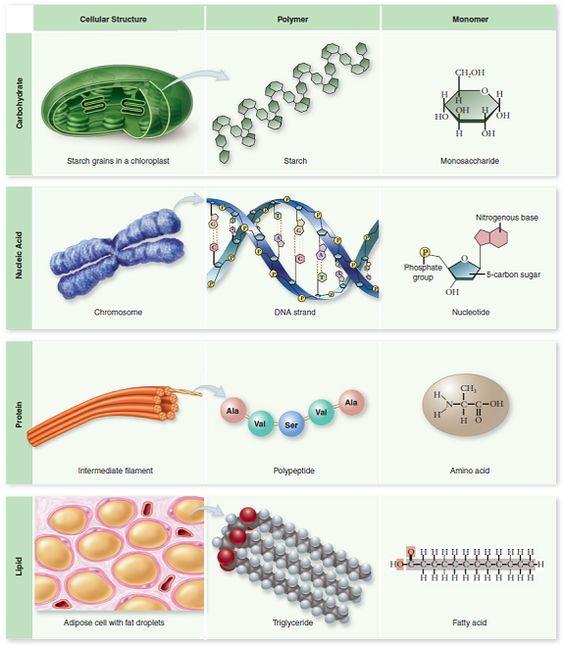 Cellular Structure
Polymer
Monomer
Carbohydrate
Starch grains in a chloroplast
Starch
CH₂OH
O
H
H
H
HO
OH
H
OH
H
OH
Monosaccharide
Nucleic Acid
Chromosome
P
P
P
P
P
P
P
P
P
G
C
T
A
C
G
A
T
DNA strand
Nitrogenous base
P
Phosphate
group
O
5-carbon sugar
OH
Nucleotide
Protein
Intermediate filament
Ala
Val
Ser
Val
Ala
Polypeptide
H
CH₃
N
C
C
OH
H
H
O
Amino acid
Lipid
Adipose cell with fat droplets
Triglyceride
O
H H H H H H H H H H H
HO C C C C C C C C C C C C H
H H H H H H H H H H H
Fatty acid